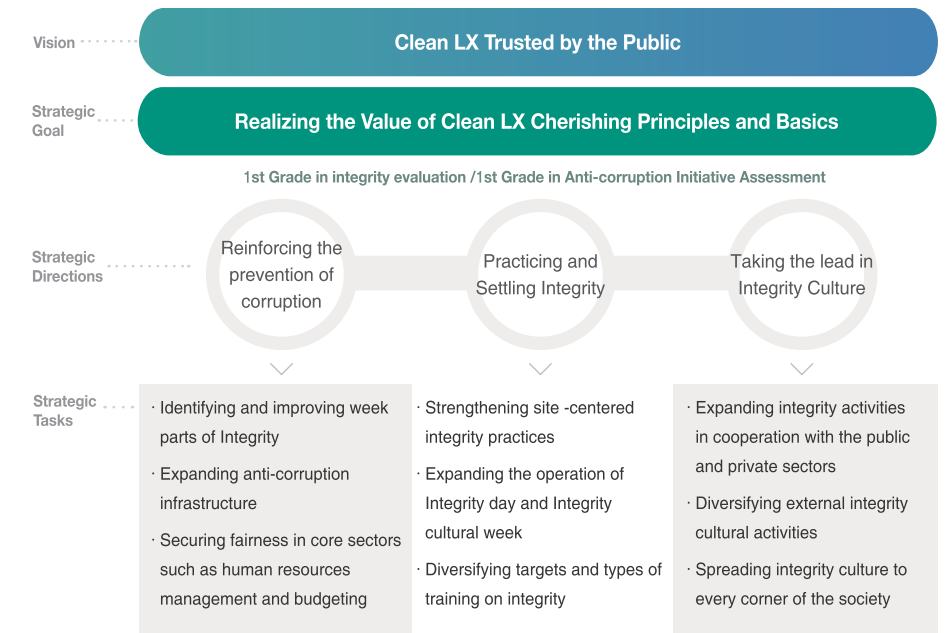 Vision
Clean LX Trusted by the Public
Strategic
Goal
Realizing the Value of Clean LX Cherishing Principles and Basics
1st Grade in integrity evaluation /1st Grade in Anti-corruption Initiative Assessment
Strategic
Directions
Reinforcing the
prevention of
corruption
Practicing and
Settling Integrity
Taking the lead in
Integrity Culture
Strategic
Tasks
· Identifying and improving week
parts of Integrity
· Expanding anti-corruption
infrastructure
· Securing fairness in core sectors
such as human resources
management and budgeting
· Strengthening site -centered
integrity practices
· Expanding the operation of
Integrity day and Integrity
cultural week
· Diversifying targets and types of
training on integrity
· Expanding integrity activities
in cooperation with the public
and private sectors
· Diversifying external integrity
cultural activities
· Spreading integrity culture to
every corner of the society